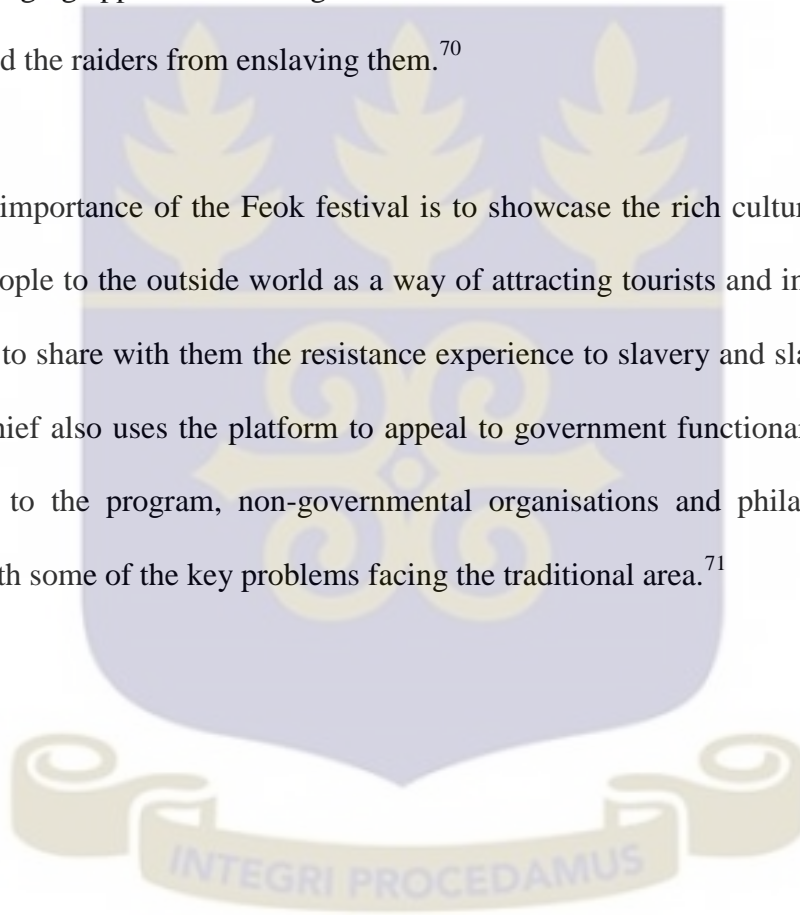 d the raiders from enslaving them.70
importance of the Feok festival is to showcase the rich cultur
ople to the outside world as a way of attracting tourists and in
to share with them the resistance experience to slavery and sla
hief also uses the platform to appeal to government functionar
to the program, non-governmental organisations and phila
th some of the key problems facing the traditional area.71
INTEGRI PROCEDAMUS